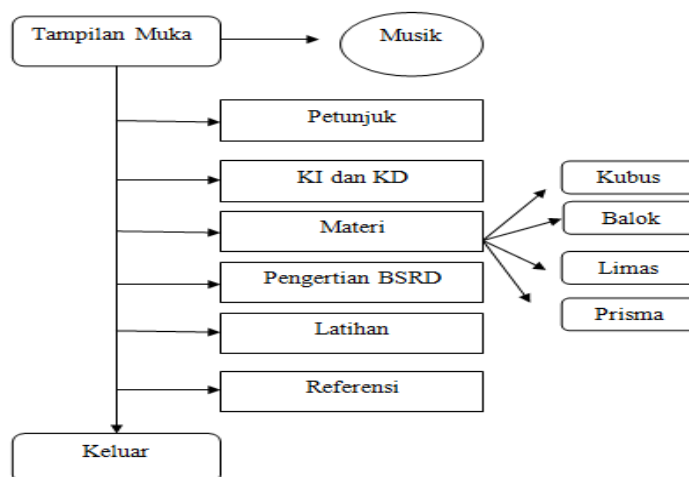 Tampilan Muka
Musik
Petunjuk
KI dan KD
Materi
Pengertian BSRD
Latihan
Referensi
Keluar
Kubus
Balok
Limas
Prisma